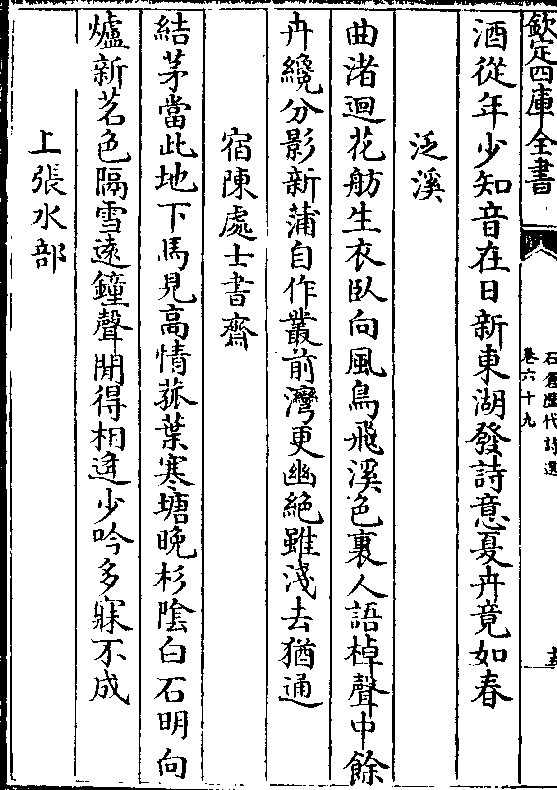 欽定四庫全書
石倉歴代詩選
卷六十九
酒從年少知音在日新東湖發詩意夏卉竟如春
泛溪
曲渚迴花舫生衣臥向風鳥飛溪色裏人語棹聲中餘
卉纔分影新蒲自作叢前灣更幽絶雖淺去猶通
宿陳處士書齋
結茅當此地下馬見高情菰葉寒塘晚杉陰白石明向
爐新茗色隔雪遠鐘聲閒得相逢少吟多寐不成
上張水部